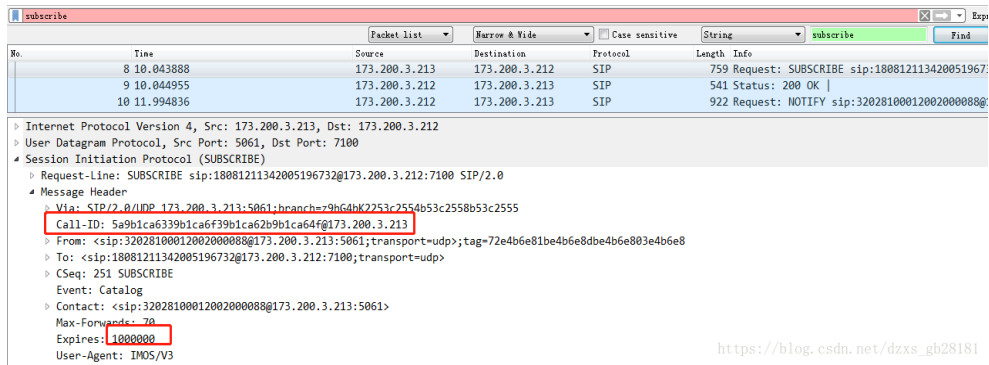 subscribe Expr
Packet list Narrow & Wide Case sensitive String subscribe Find
No. Time Source Destination Protocol Length Info
8 10.043888 173.200.3.213 173.200.3.212 SIP 759 Request: SUBSCRIBE sip:18081211342005196732
9 10.044955 173.200.3.212 173.200.3.213 SIP 541 Status: 200 OK |
10 11.994836 173.200.3.212 173.200.3.213 SIP 922 Request: NOTIFY sip:32028100012002000088@1
Internet Protocol Version 4, Src: 173.200.3.213, Dst: 173.200.3.212
User Datagram Protocol, Src Port: 5061, Dst Port: 7100
Session Initiation Protocol (SUBSCRIBE)
Request-Line: SUBSCRIBE sip:18081211342005196732@173.200.3.212:7100 SIP/2.0
Message Header
Via: SIP/2.0/UDP 173.200.3.213:5061;branch=z9hG4bK2253c2554b53c2558b53c2555
Call-ID: 5a9b1ca6339b1ca6f39b1ca62b9b1ca64f@173.200.3.213
From: <sip:32028100012002000088@173.200.3.213:5061;transport=udp>;tag=72e4b6e81be4b6e8dbe4b6e803e4b6e8
To: <sip:18081211342005196732@173.200.3.212:7100;transport=udp>
CSeq: 251 SUBSCRIBE
Event: Catalog
Contact: <sip:32028100012002000088@173.200.3.213:5061>
Max-Forwards: 70
Expires: 1000000
User-Agent: IMOS/V3
https://blog.csdn.net/dzxs_gb28181